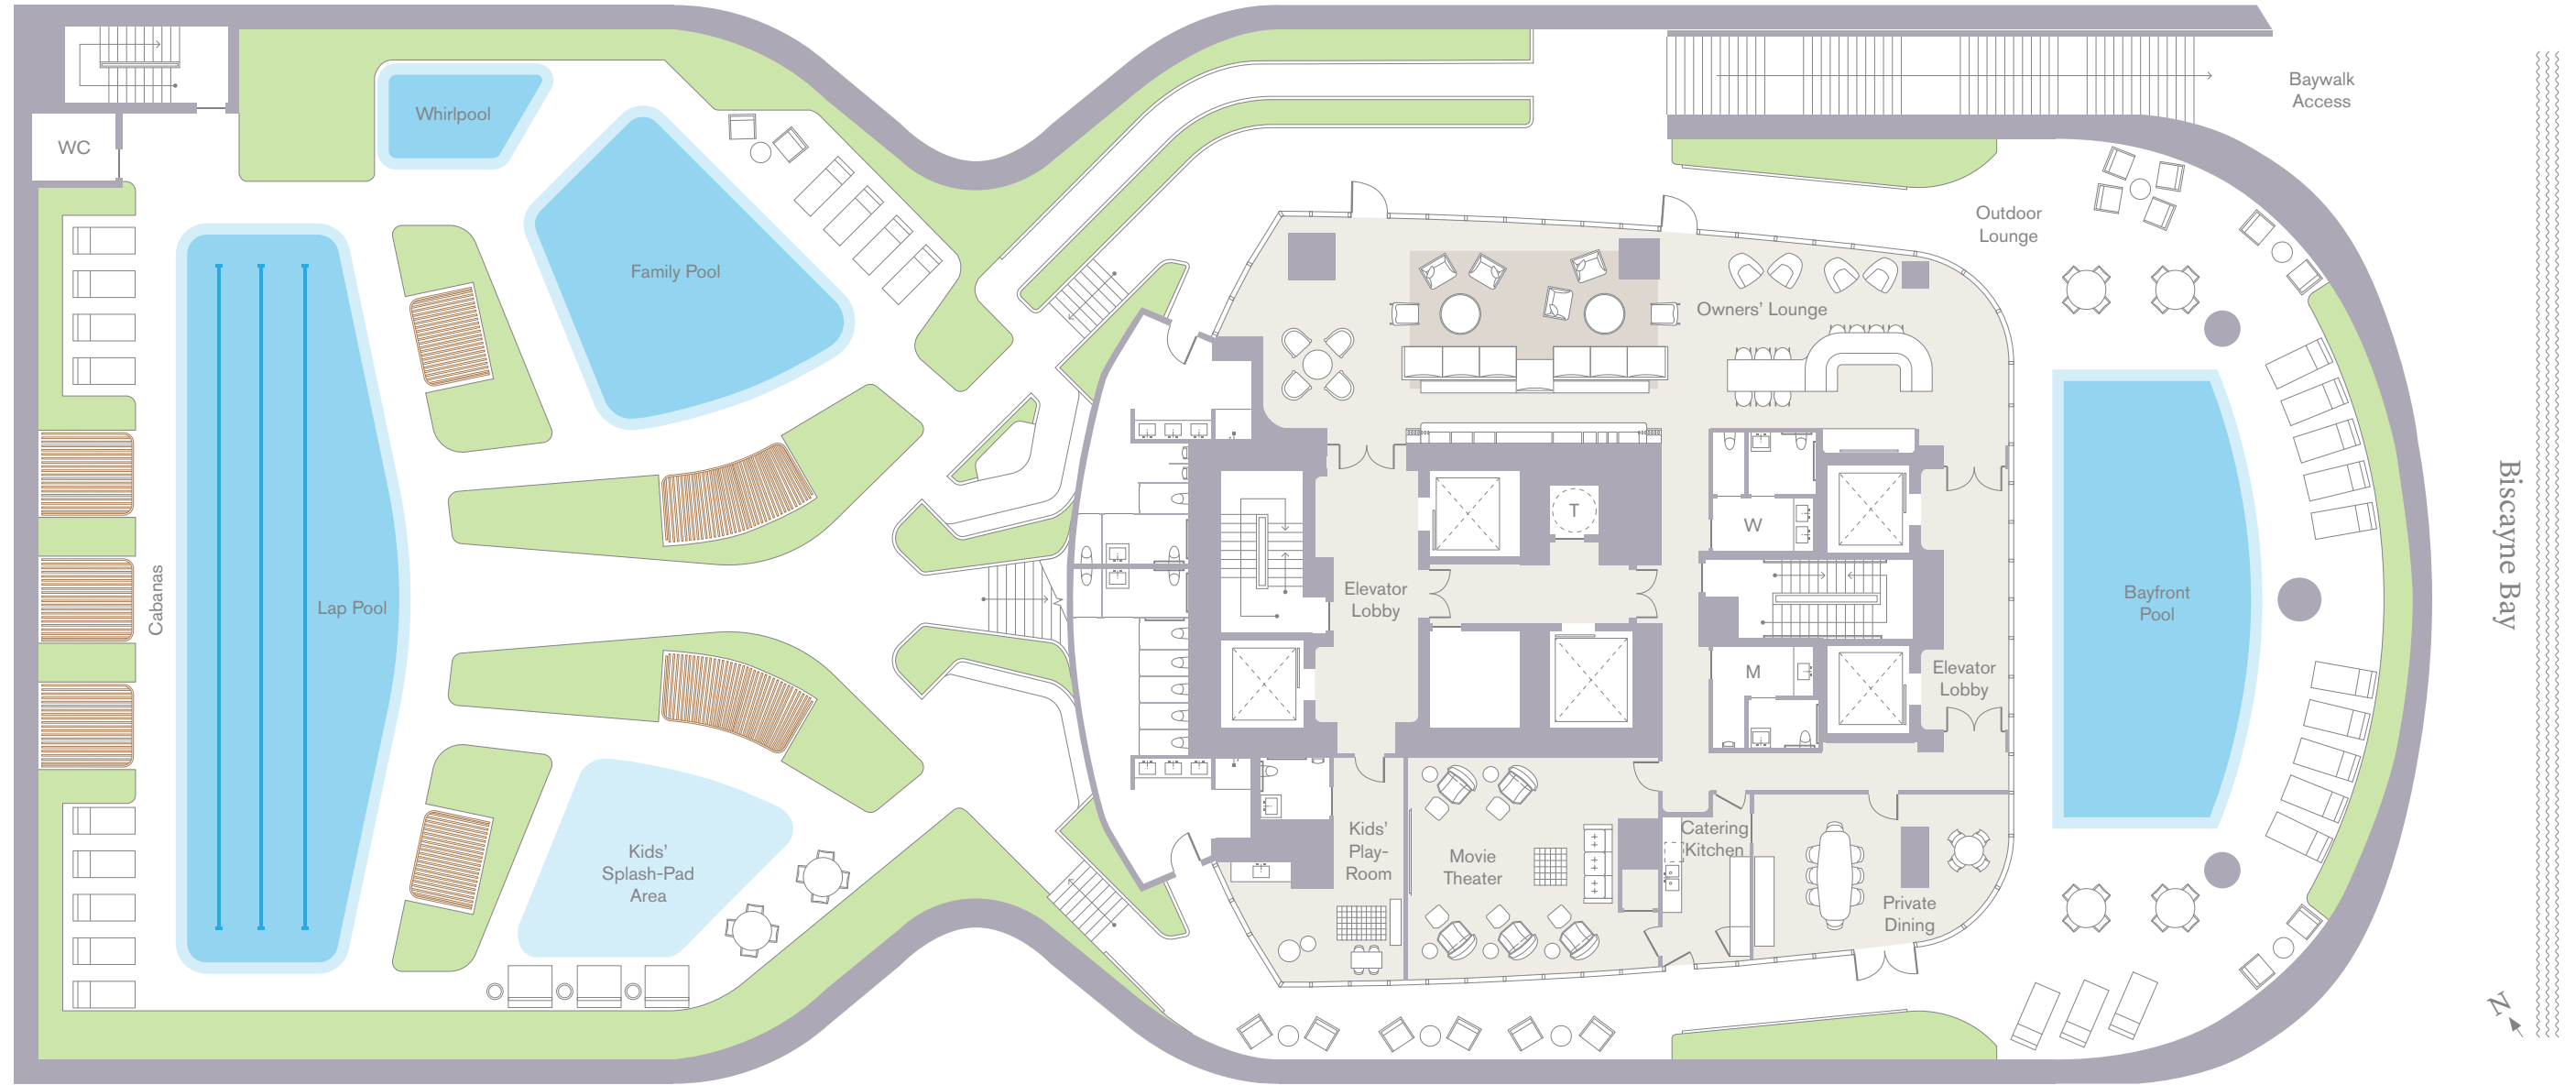 Baywalk
Access
Whirlpool
WC
Outdoor
Lounge
Family Pool
Owners' Lounge
T
W
Biscayne Bay
Cabanas
Lap Pool
Elevator
Lobby
Bayfront
Pool
M
Elevator
Lobby
Kids'
Splash-Pad
Area
Kids'
Play-
Room
Movie
Theater
Catering
Kitchen
Private
Dining
N